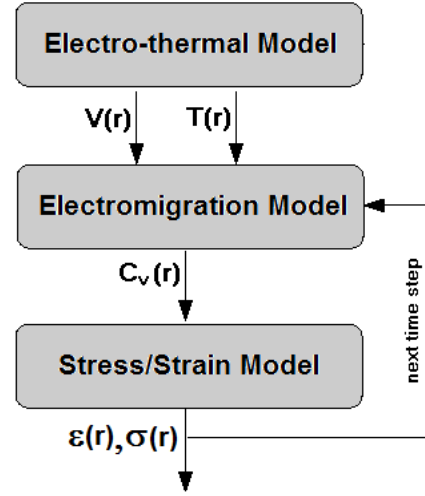 Electro-thermal Model
V(r) T(r)
Electromigration Model
Cᵥ(r)
next time step
Stress/Strain Model
ε(r),σ(r)